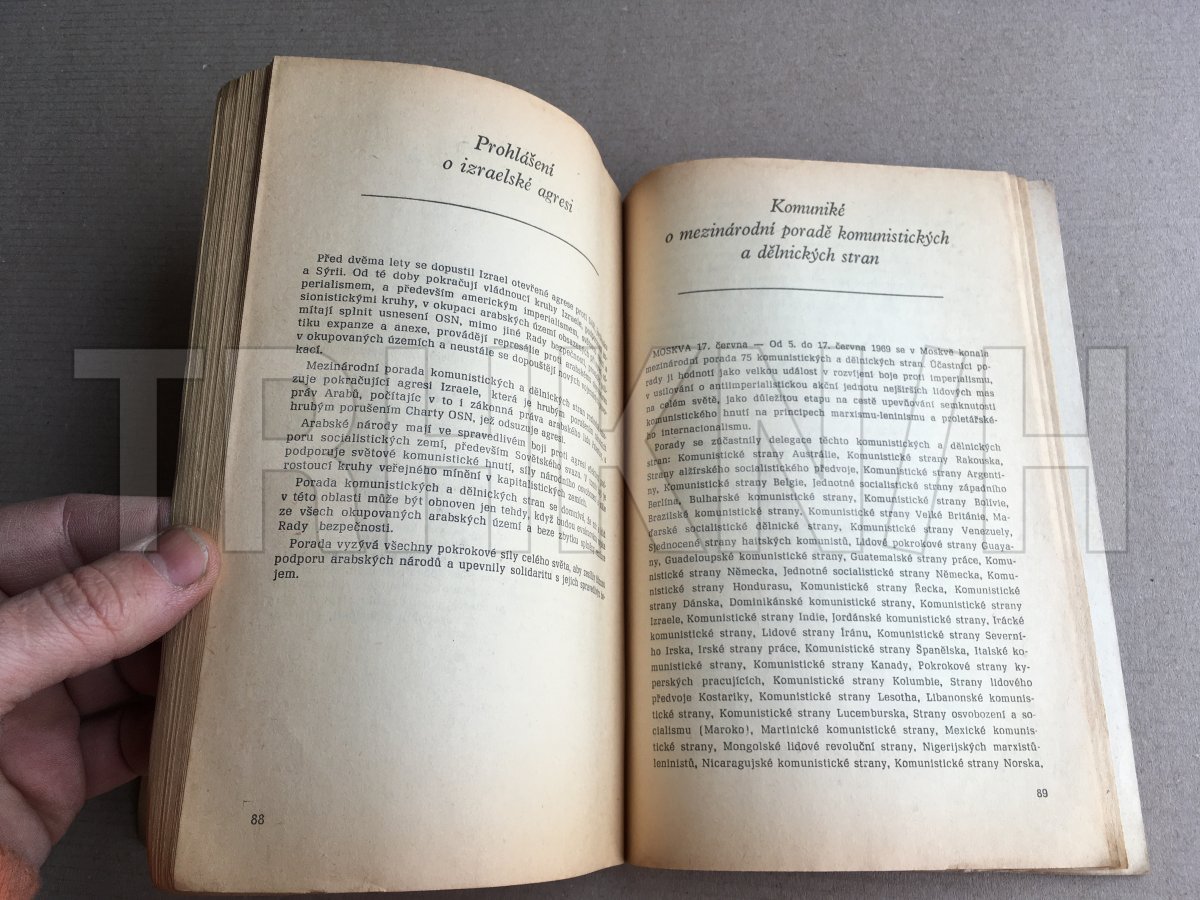 Prohlášení
o izraelské agresi
Před dvěma lety se dopustil Izrael otevřené agrese proti
a Sýrii. Od té doby pokračují vládnoucí kruhy Izraele,
perialismem, a především americkým imperialismem,
sionistickými kruhy, v okupaci arabských území
mítají splnit usnesení OSN, mimo jiné Rady bezpečnosti,
tiku expanze a anexe, provádějí represálie proti
v okupovaných územích a neustále se dopouštějí nových
kací.
Mezinárodní porada komunistických a dělnických stran
zuje pokračující agresi Izraele, která je hrubým
práv Arabů, počítajíc v to i zákonná práva arabského lidu
hrubým porušením Charty OSN, jež odsuzuje agresi.
Arabské národy mají ve spravedlivém boji proti agresi
poru socialistických zemí, především Sovětského svazu.
podporuje světové komunistické hnutí, síly národního
rostoucí kruhy veřejného mínění v kapitalistických zemích.
Porada komunistických a dělnických stran se domnívá, že
v této oblasti může být obnoven jen tehdy, když budou
ze všech okupovaných arabských území a beze zbytku
Rady bezpečnosti.
Porada vyzývá všechny pokrokové síly celého světa, aby
podporu arabských národů a upevnily solidaritu s jejich
jem.
88
Komuniké
o mezinárodní poradě komunistických
a dělnických stran
MOSKVA 17. června — Od 5. do 17. června 1969 se v Moskvě konala
mezinárodní porada 75 komunistických a dělnických stran. Účastníci po-
rady ji hodnotí jako velkou událost v rozvíjení boje proti imperialismu,
v usilování o antiimperialistickou akční jednotu nejširších lidových mas
na celém světě, jako důležitou etapu na cestě upevňování semknutosti
komunistického hnutí na principech marxismu-leninismu a proletářské-
ho internacionalismu.
Porady se zúčastnily delegace těchto komunistických a dělnických
stran: Komunistické strany Austrálie, Komunistické strany Rakouska,
Strany alžírského socialistického předvoje, Komunistické strany Argenti-
ny, Komunistické strany Belgie, Jednotné socialistické strany západního
Berlína, Bulharské komunistické strany, Komunistické strany Bolívie,
Brazilské komunistické strany, Komunistické strany Velké Británie, Ma-
ďarské socialistické dělnické strany, Komunistické strany Venezuely,
Sjednocené strany haitských komunistů, Lidové pokrokové strany Guaya-
ny, Guadeloupské komunistické strany, Guatemalské strany práce, Komu-
nistické strany Německa, Jednotné socialistické strany Německa, Komu-
nistické strany Hondurasu, Komunistické strany Řecka, Komunistické
strany Dánska, Dominikánské komunistické strany, Komunistické strany
Izraele, Komunistické strany Indie, Jordánské komunistické strany, Irácké
komunistické strany, Lidové strany Iránu, Komunistické strany Severní-
ho Irska, Irské strany práce, Komunistické strany Španělska, Italské ko-
munistické strany, Komunistické strany Kanady, Pokrokové strany ky-
perských pracujících, Komunistické strany Kolumbie, Strany lidového
předvoje Kostariky, Komunistické strany Lesotha, Libanonské komunis-
tické strany, Komunistické strany Lucemburska, Strany osvobození a so-
cialismu (Maroko), Martinické komunistické strany, Mexické komunis-
tické strany, Mongolské lidové revoluční strany, Nigerijských marxistů-
leninistů, Nicaragujské komunistické strany, Komunistické strany Norska,
89